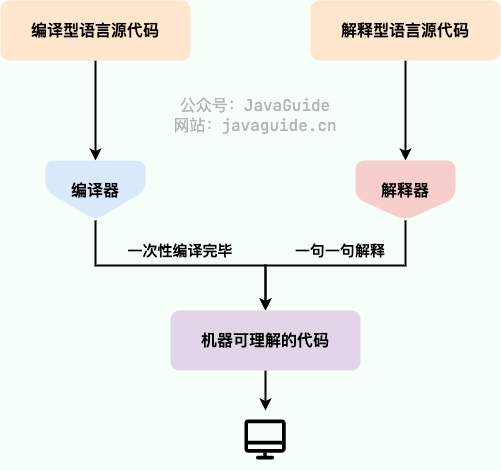 编译型语言源代码
解释型语言源代码
公众号：JavaGuide
网站：javaguide.cn
编译器
解释器
一次性编译完毕
一句一句解释
机器可理解的代码